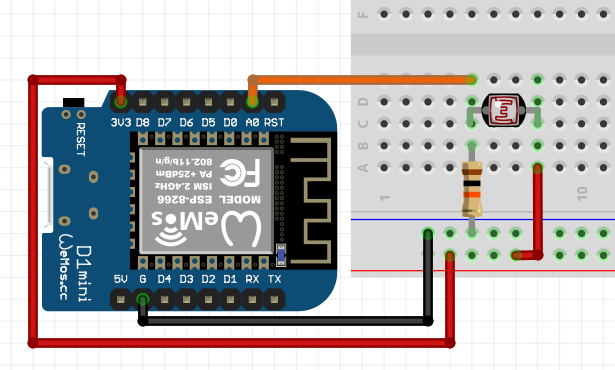 F
3V3 D8 D7 D6 D5 D0 A0 RST
D
C
B
A
1
10
RESET
802.11b/g/n
PA +25dBm
ISM 2.4GHz
MODEL ESP-8266
FC
WeMos
D1 mini
WeMos.cc
5V G D4 D3 D2 D1 RX TX